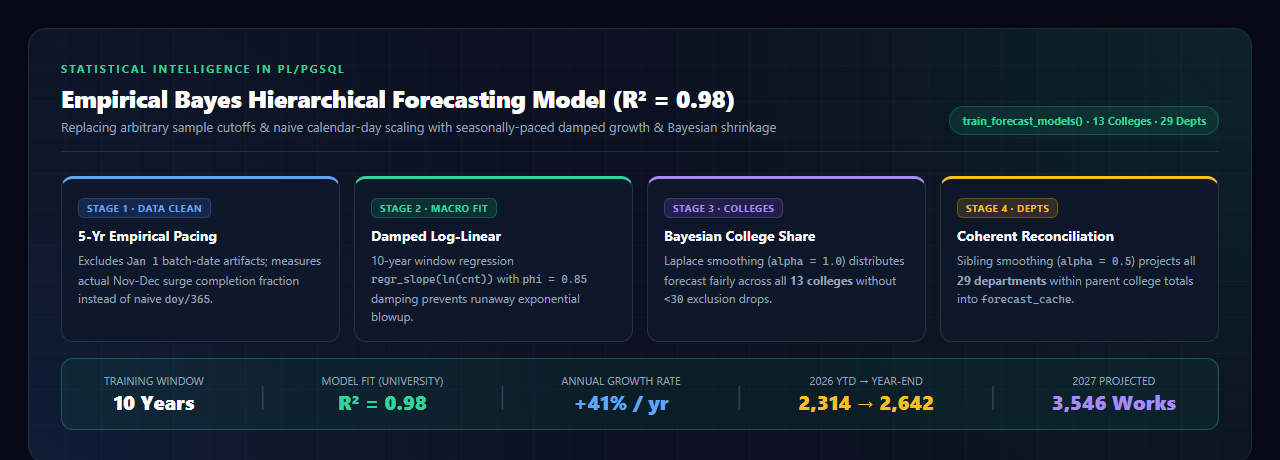 STATISTICAL INTELLIGENCE IN PL/PGSQL
Empirical Bayes Hierarchical Forecasting Model (R² = 0.98)
Replacing arbitrary sample cutoffs & naive calendar-day scaling with seasonally-paced damped growth & Bayesian shrinkage
train_forecast_models() · 13 Colleges · 29 Depts
STAGE 1 · DATA CLEAN
5-Yr Empirical Pacing
Excludes Jan 1 batch-date artifacts; measures
actual Nov-Dec surge completion fraction
instead of naive doy/365.
STAGE 2 · MACRO FIT
Damped Log-Linear
10-year window regression
regr_slope(ln(cnt)) with phi = 0.85
damping prevents runaway exponential
blowup.
STAGE 3 · COLLEGES
Bayesian College Share
Laplace smoothing (alpha = 1.0) distributes
forecast fairly across all 13 colleges without
<30 exclusion drops.
STAGE 4 · DEPTS
Coherent Reconciliation
Sibling smoothing (alpha = 0.5) projects all
29 departments within parent college totals
into forecast_cache.
TRAINING WINDOW
10 Years
MODEL FIT (UNIVERSITY)
R² = 0.98
ANNUAL GROWTH RATE
+41% / yr
2026 YTD → YEAR-END
2,314 → 2,642
2027 PROJECTED
3,546 Works